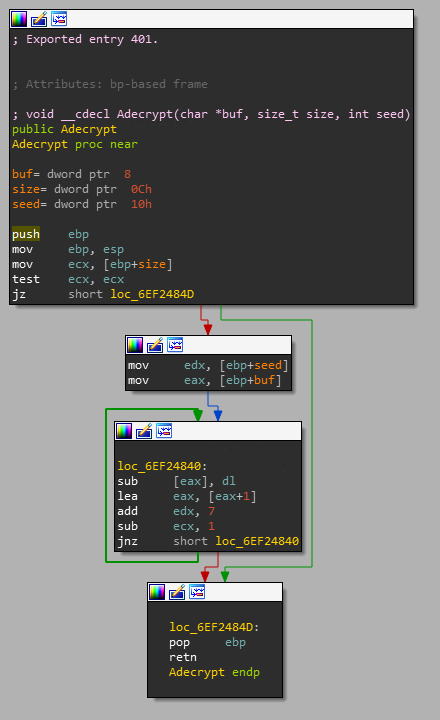 ; Exported entry 401.
; Attributes: bp-based frame
; void __cdecl Adecrypt(char *buf, size_t size, int seed)
public Adecrypt
Adecrypt proc near
buf= dword ptr  8
size= dword ptr  0Ch
seed= dword ptr  10h
push    ebp
mov     ebp, esp
mov     ecx, [ebp+size]
test    ecx, ecx
jz      short loc_6EF2484D
mov     edx, [ebp+seed]
mov     eax, [ebp+buf]
loc_6EF24840:
sub     [eax], dl
lea     eax, [eax+1]
add     edx, 7
sub     ecx, 1
jnz     short loc_6EF24840
loc_6EF2484D:
pop     ebp
retn
Adecrypt endp